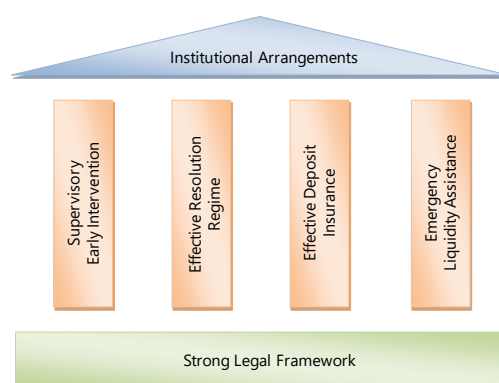 Institutional Arrangements
Supervisory
Early Intervention
Effective Resolution
Regime
Effective Deposit
Insurance
Emergency
Liquidity Assistance
Strong Legal Framework